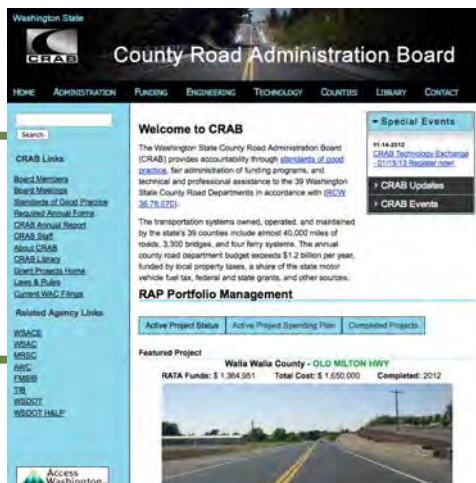 Washington State
CRAB
County Road Administration Board
HOME ADMINISTRATION FUNDING ENGINEERING TECHNOLOGY COUNTIES LIBRARY CONTACT
Search
CRAB Links
Board Members
Board Meetings
Standards of Good Practice
Required Annual Forms
CRAB Annual Report
CRAB Staff
About CRAB
CRAB Library
Grant Projects Home
Laws & Rules
Current WAC Filings
Related Agency Links
WSACE
WSAC
MRSC
AWC
FMSIB
TIB
WSDOT
WSDOT H&LP
Access
Washington
Welcome to CRAB
The Washington State County Road Administration Board
(CRAB) provides accountability through standards of good
practice, fair administration of funding programs, and
technical and professional assistance to the 39 Washington
State County Road Departments in accordance with (RCW
36.78.070).
The transportation systems owned, operated, and maintained
by the state's 39 counties include almost 40,000 miles of
roads, 3,300 bridges, and four ferry systems. The annual
county road department budget exceeds $1.2 billion per year,
funded by local property taxes, a share of the state motor
vehicle fuel tax, federal and state grants, and other sources.
RAP Portfolio Management
Active Project Status Active Project Spending Plan Completed Projects
Featured Project
Walla Walla County - OLD MILTON HWY
RATA Funds: $ 1,364,951 Total Cost: $ 1,650,000 Completed: 2012
Special Events
11-14-2012
CRAB Technology Exchange
- 01/15/13 Register now!
CRAB Updates
CRAB Events